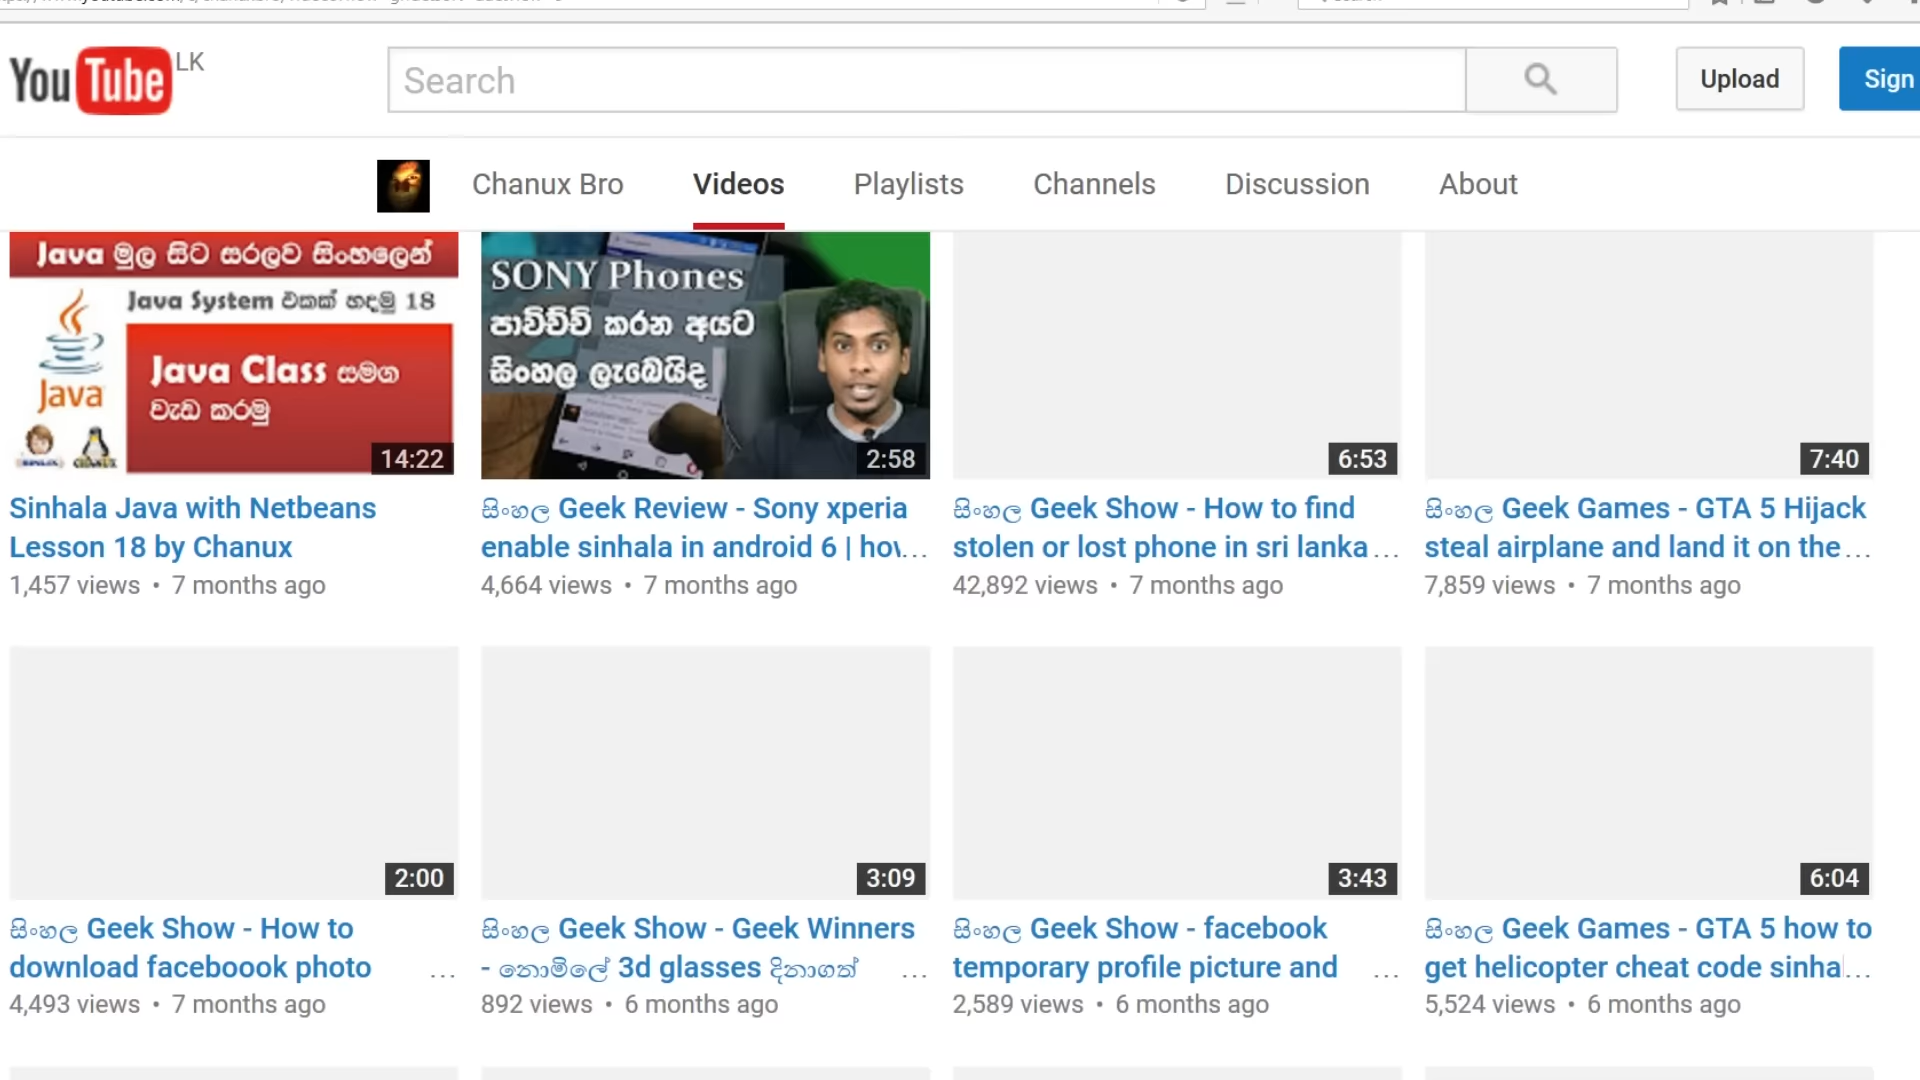 YouTube LK
Search
Upload
Sign
Chanux Bro
Videos
Playlists
Channels
Discussion
About
Java මුල සිට සරලව සිංහලෙන්
Java System එකක් හදමු 18
Java Class සමග
වැඩ කරමු
Java
14:22
SONY Phones
පාවිච්චි කරන අයට
සිංහල ලැබෙයිද
2:58
6:53
7:40
Sinhala Java with Netbeans
Lesson 18 by Chanux
1,457 views • 7 months ago
සිංහල Geek Review - Sony xperia
enable sinhala in android 6 | how...
4,664 views • 7 months ago
සිංහල Geek Show - How to find
stolen or lost phone in sri lanka ...
42,892 views • 7 months ago
සිංහල Geek Games - GTA 5 Hijack
steal airplane and land it on the ...
7,859 views • 7 months ago
2:00
3:09
3:43
6:04
සිංහල Geek Show - How to
download faceboook photo ...
4,493 views • 7 months ago
සිංහල Geek Show - Geek Winners
- නොමිලේ 3d glasses දිනාගත් ...
892 views • 6 months ago
සිංහල Geek Show - facebook
temporary profile picture and ...
2,589 views • 6 months ago
සිංහල Geek Games - GTA 5 how to
get helicopter cheat code sinha...
5,524 views • 6 months ago